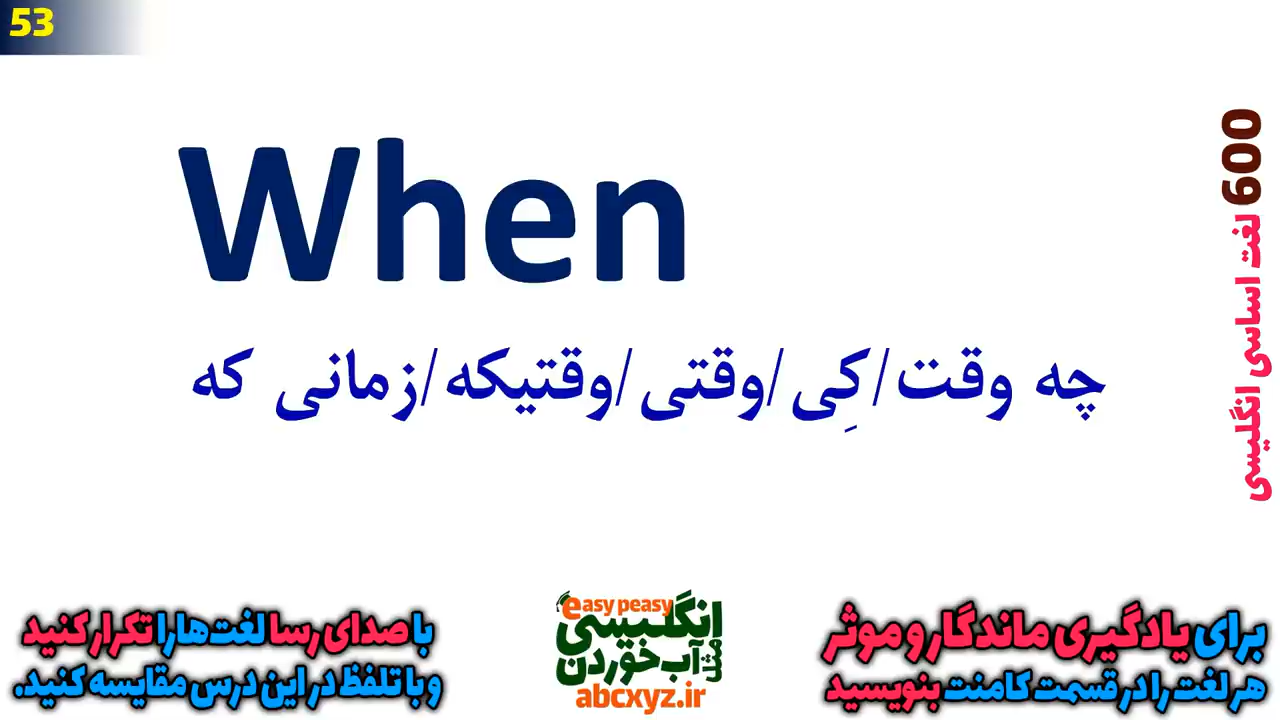 53
When
چه وقت/کِی/وقتی/وقتیکه/زمانی که
600 لغت اساسی انگلیسی
برای یادگیری ماندگار و موثر
هر لغت را در قسمت کامنت بنویسید
easy peasy
انگلیسی
مثل
آب خوردن
abcxyz.ir
با صدای رسا لغت‌ها را تکرار کنید
و با تلفظ در این درس مقایسه کنید.